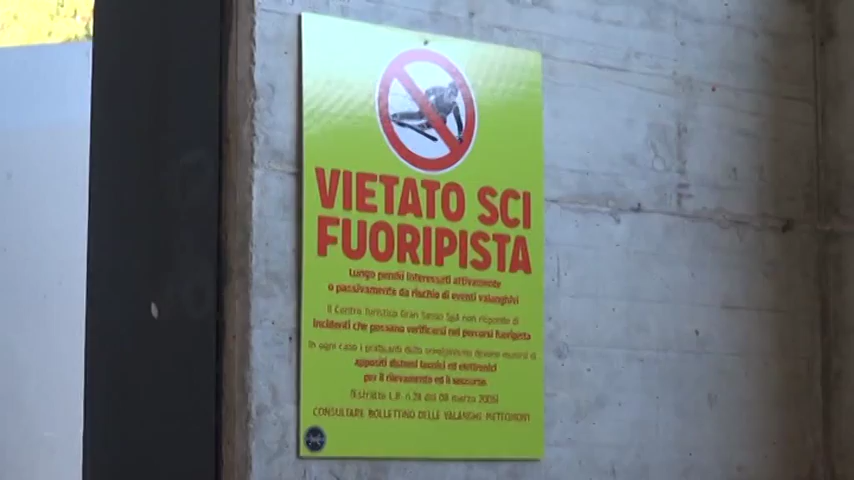 VIETATO SCI
FUORIPISTA
Lungo pendii interessati attivamente
o passivamente da rischio di eventi valanghivi
Il Centro Turistico Gran Sasso SpA non risponde di
incidenti che possano verificarsi nei percorsi fuoripista
In ogni caso i praticanti dello devono munirsi di
appositi sistemi tecnici ed elettronici
per il rilevamento ed il soccorso.
CONSULTARE BOLLETTINO DELLE VALANGHE METEOMONT